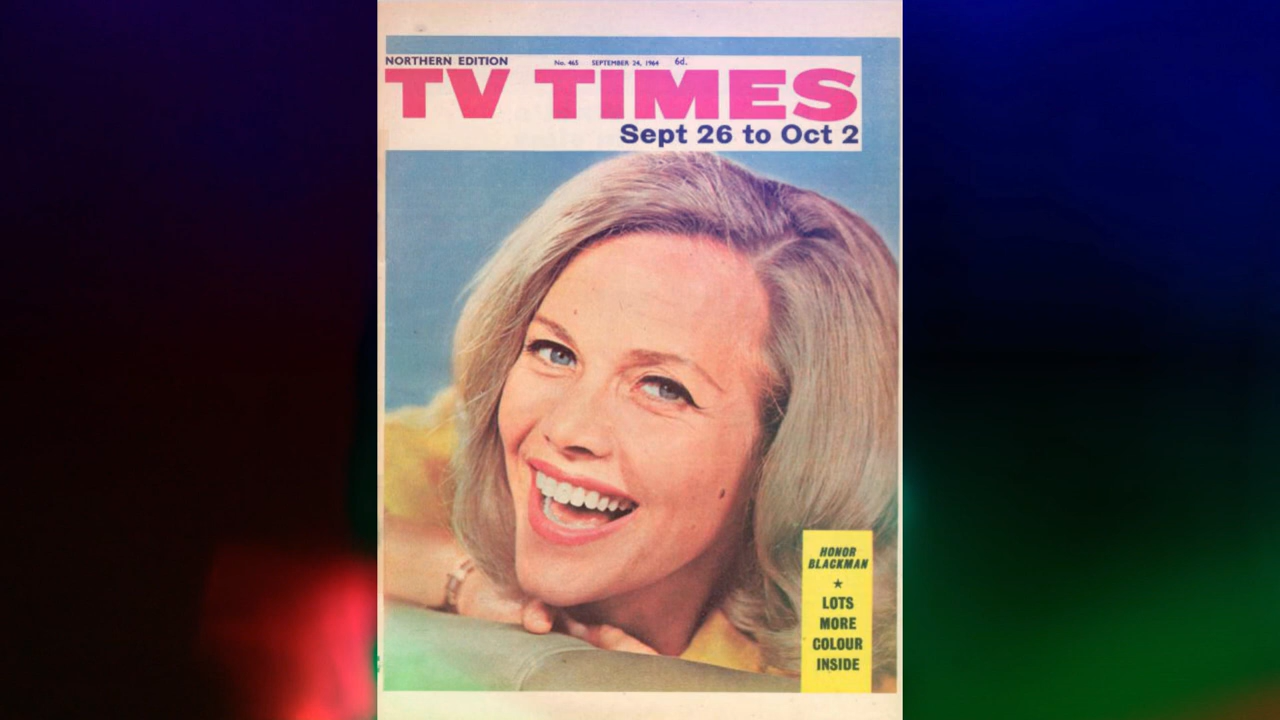 NORTHERN EDITION No. 465 SEPTEMBER 24, 1964 6d.
TV TIMES
Sept 26 to Oct 2
HONOR
BLACKMAN
★
LOTS
MORE
COLOUR
INSIDE